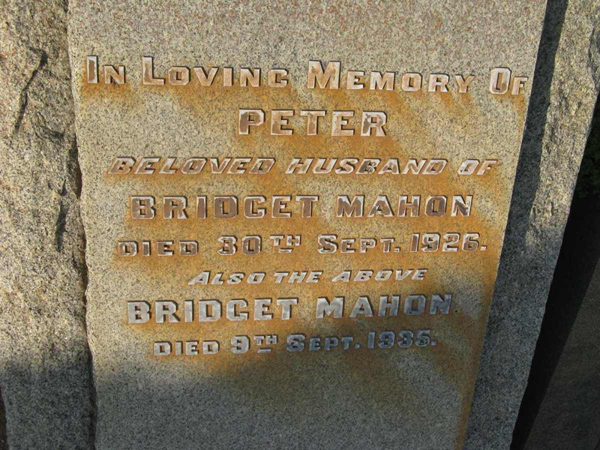 In Loving Memory Of
PETER
BELOVED HUSBAND OF
BRIDGET MAHON
DIED 30TH SEPT. 1926.
ALSO THE ABOVE
BRIDGET MAHON
DIED 9TH SEPT. 1935.